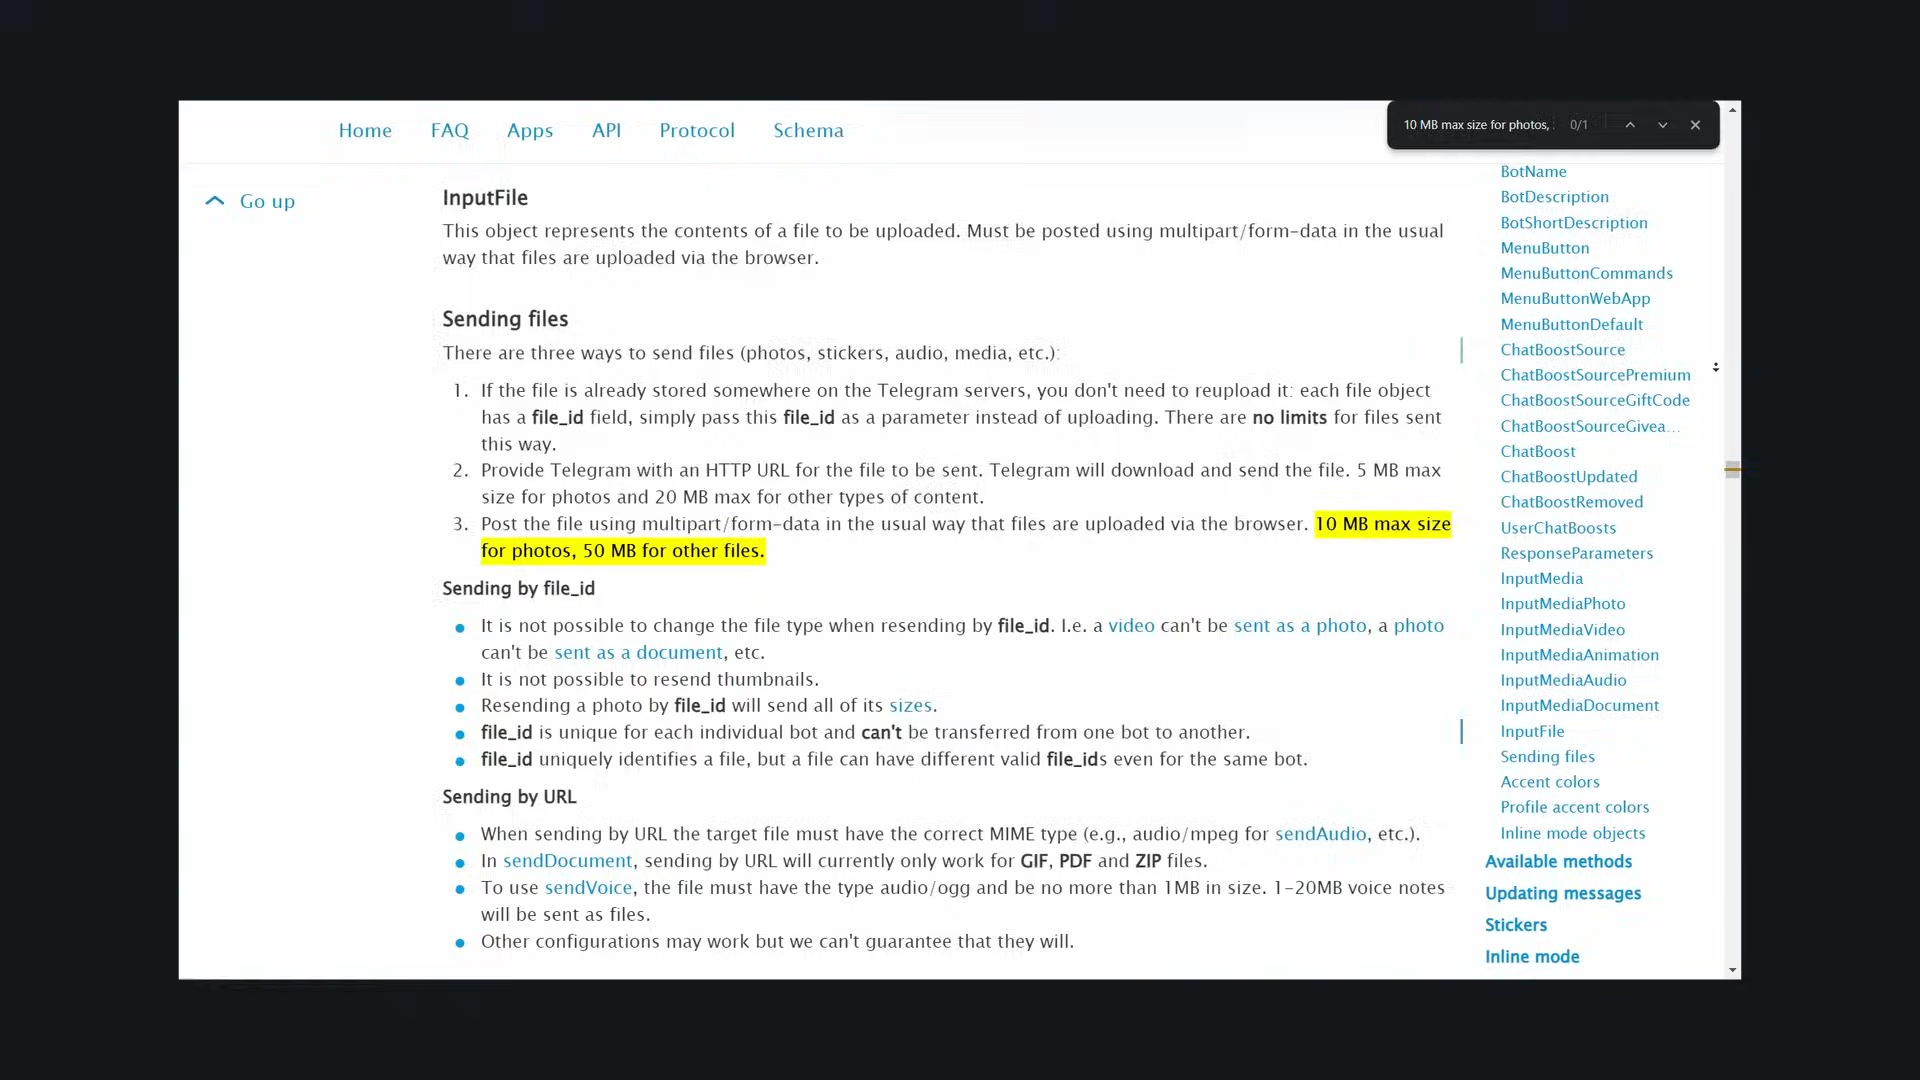 Home FAQ Apps API Protocol Schema
10 MB max size for photos, 0/1
Go up
InputFile
This object represents the contents of a file to be uploaded. Must be posted using multipart/form-data in the usual
way that files are uploaded via the browser.
Sending files
There are three ways to send files (photos, stickers, audio, media, etc.):
1. If the file is already stored somewhere on the Telegram servers, you don't need to reupload it: each file object
has a file_id field, simply pass this file_id as a parameter instead of uploading. There are no limits for files sent
this way.
2. Provide Telegram with an HTTP URL for the file to be sent. Telegram will download and send the file. 5 MB max
size for photos and 20 MB max for other types of content.
3. Post the file using multipart/form-data in the usual way that files are uploaded via the browser. 10 MB max size
for photos, 50 MB for other files.
Sending by file_id
It is not possible to change the file type when resending by file_id. I.e. a video can't be sent as a photo, a photo
can't be sent as a document, etc.
It is not possible to resend thumbnails.
Resending a photo by file_id will send all of its sizes.
file_id is unique for each individual bot and can't be transferred from one bot to another.
file_id uniquely identifies a file, but a file can have different valid file_ids even for the same bot.
Sending by URL
When sending by URL the target file must have the correct MIME type (e.g., audio/mpeg for sendAudio, etc.).
In sendDocument, sending by URL will currently only work for GIF, PDF and ZIP files.
To use sendVoice, the file must have the type audio/ogg and be no more than 1MB in size. 1-20MB voice notes
will be sent as files.
Other configurations may work but we can't guarantee that they will.
BotName
BotDescription
BotShortDescription
MenuButton
MenuButtonCommands
MenuButtonWebApp
MenuButtonDefault
ChatBoostSource
ChatBoostSourcePremium
ChatBoostSourceGiftCode
ChatBoostSourceGivea...
ChatBoost
ChatBoostUpdated
ChatBoostRemoved
UserChatBoosts
ResponseParameters
InputMedia
InputMediaPhoto
InputMediaVideo
InputMediaAnimation
InputMediaAudio
InputMediaDocument
InputFile
Sending files
Accent colors
Profile accent colors
Inline mode objects
Available methods
Updating messages
Stickers
Inline mode